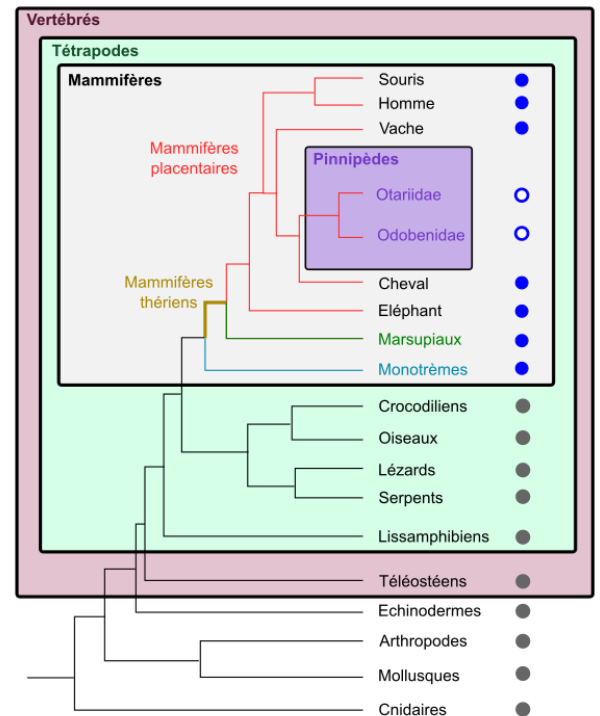 Vertébrés
Tétrapodes
Mammifères
Souris
Homme
Vache
Mammifères
placentaires
Pinnipèdes
Otariidae
Odobenidae
Mammifères
thériens
Cheval
Eléphant
Marsupiaux
Monotrèmes
Crocodiliens
Oiseaux
Lézards
Serpents
Lissamphibiens
Téléostéens
Echinodermes
Arthropodes
Mollusques
Cnidaires